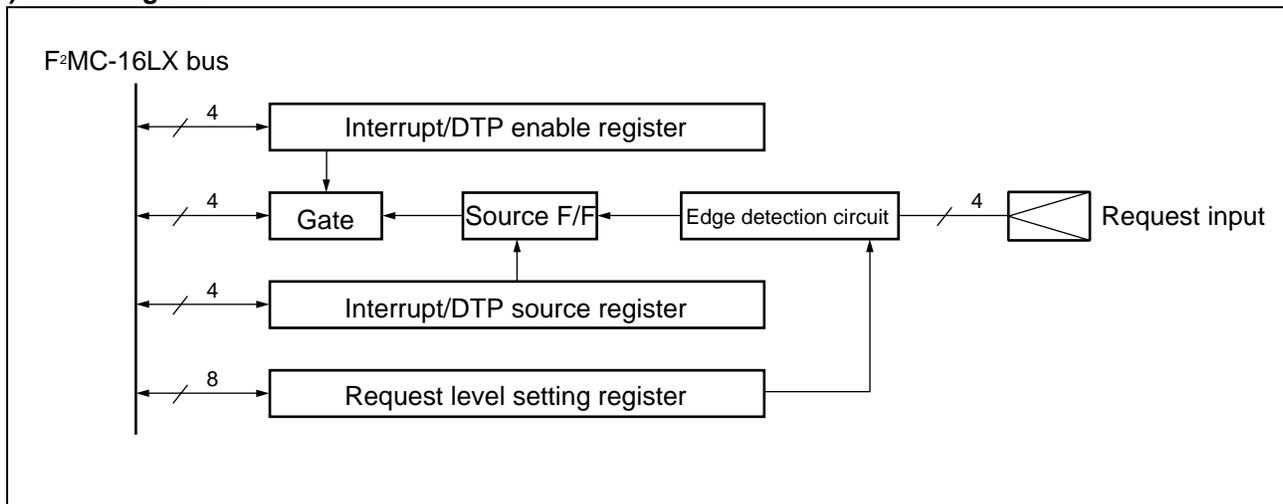 F²MC-16LX bus
4
Interrupt/DTP enable register
4
Gate
Source F/F
Edge detection circuit
4
Request input
4
Interrupt/DTP source register
8
Request level setting register